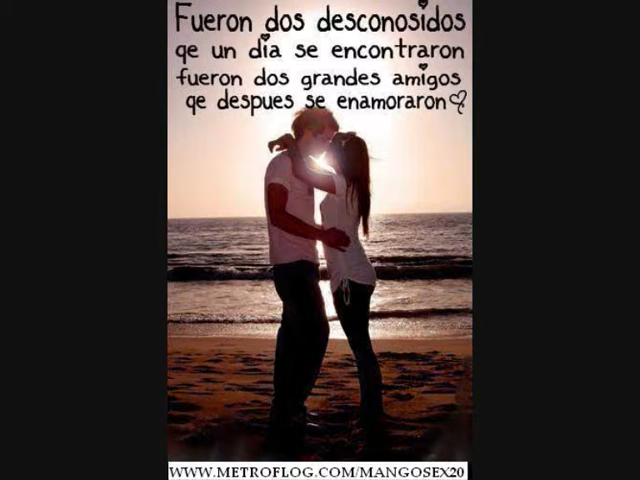 Fueron dos desconosidos
qe un dia se encontraron
fueron dos grandes amigos
qe despues se enamoraron
WWW.METROFLOG.COM/MANGOSEX20